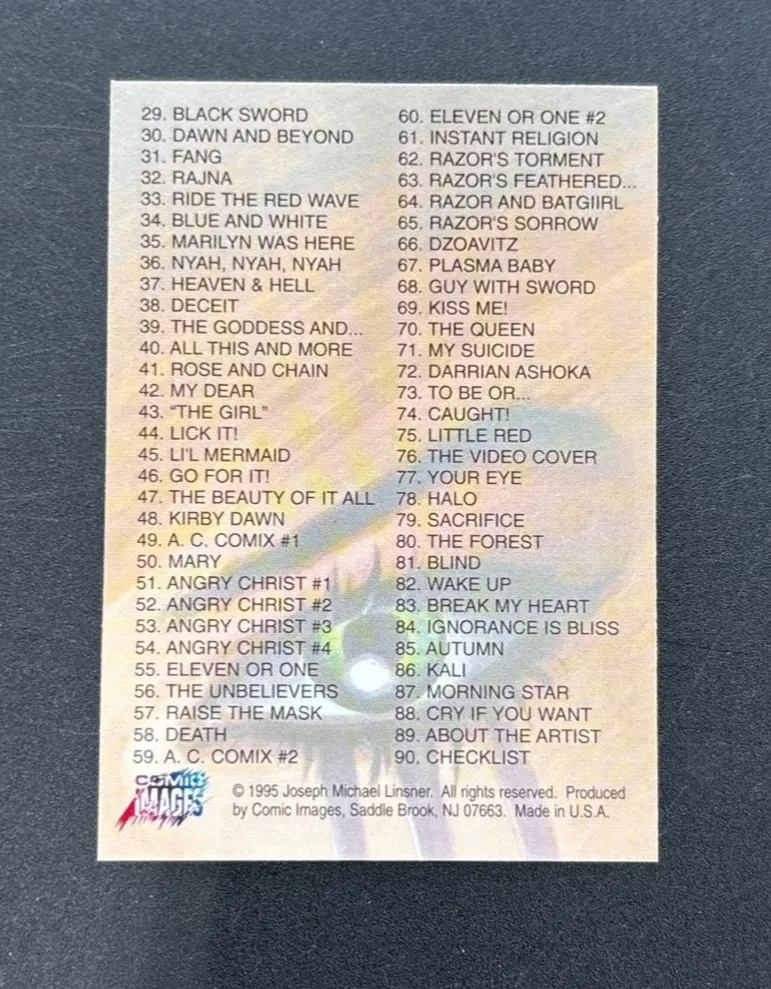 29. BLACK SWORD
30. DAWN AND BEYOND
31. FANG
32. RAJNA
33. RIDE THE RED WAVE
34. BLUE AND WHITE
35. MARILYN WAS HERE
36. NYAH, NYAH, NYAH
37. HEAVEN & HELL
38. DECEIT
39. THE GODDESS AND...
40. ALL THIS AND MORE
41. ROSE AND CHAIN
42. MY DEAR
43. “THE GIRL”
44. LICK IT!
45. LI'L MERMAID
46. GO FOR IT!
47. THE BEAUTY OF IT ALL
48. KIRBY DAWN
49. A. C. COMIX #1
50. MARY
51. ANGRY CHRIST #1
52. ANGRY CHRIST #2
53. ANGRY CHRIST #3
54. ANGRY CHRIST #4
55. ELEVEN OR ONE
56. THE UNBELIEVERS
57. RAISE THE MASK
58. DEATH
59. A. C. COMIX #2
60. ELEVEN OR ONE #2
61. INSTANT RELIGION
62. RAZOR'S TORMENT
63. RAZOR'S FEATHERED...
64. RAZOR AND BATGIIRL
65. RAZOR'S SORROW
66. DZOAVITZ
67. PLASMA BABY
68. GUY WITH SWORD
69. KISS ME!
70. THE QUEEN
71. MY SUICIDE
72. DARRIAN ASHOKA
73. TO BE OR...
74. CAUGHT!
75. LITTLE RED
76. THE VIDEO COVER
77. YOUR EYE
78. HALO
79. SACRIFICE
80. THE FOREST
81. BLIND
82. WAKE UP
83. BREAK MY HEART
84. IGNORANCE IS BLISS
85. AUTUMN
86. KALI
87. MORNING STAR
88. CRY IF YOU WANT
89. ABOUT THE ARTIST
90. CHECKLIST
COMIC
IMAGES
© 1995 Joseph Michael Linsner. All rights reserved. Produced
by Comic Images, Saddle Brook, NJ 07663. Made in U.S.A.